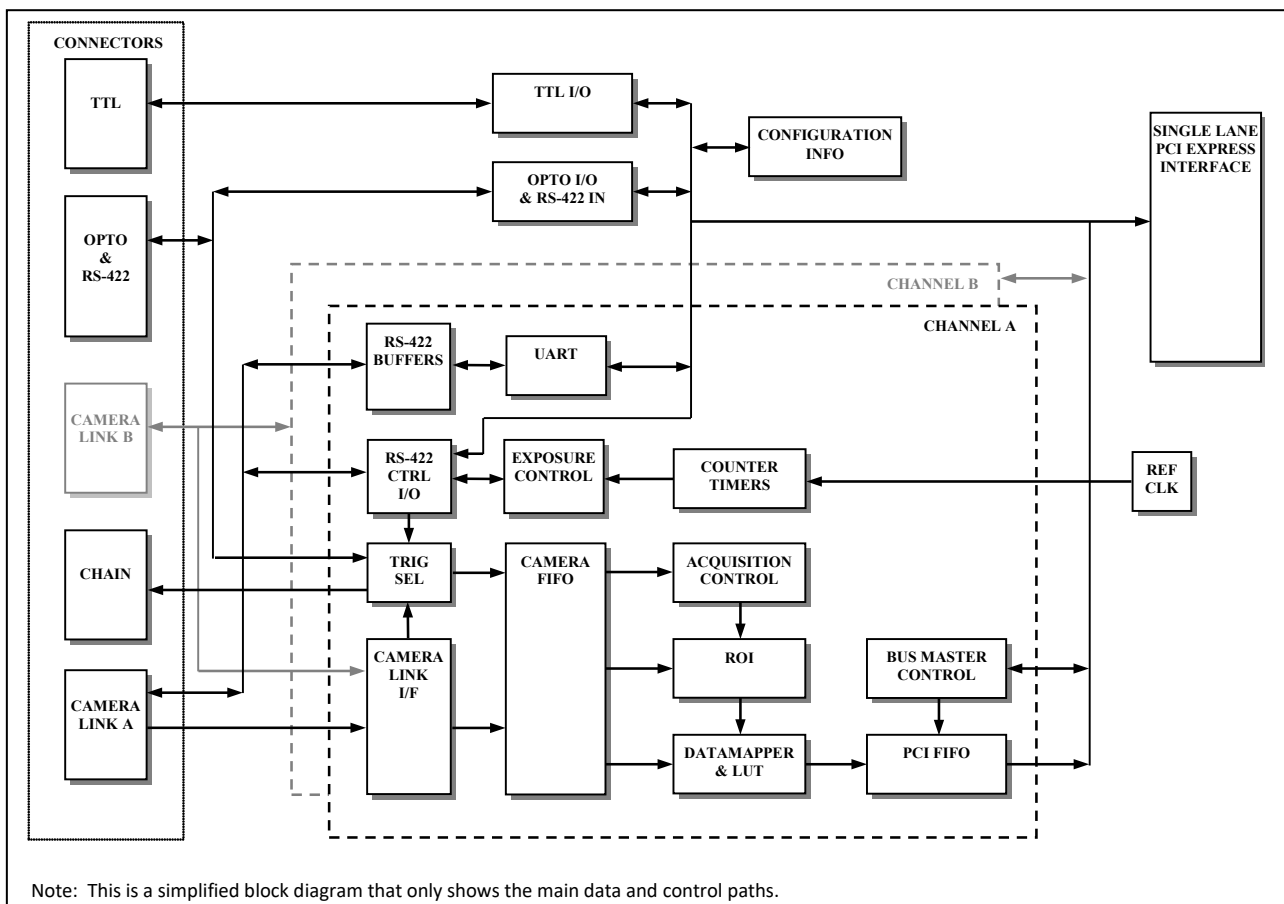 CONNECTORS
TTL
OPTO
&
RS-422
CAMERA
LINK B
CHAIN
CAMERA
LINK A
TTL I/O
OPTO I/O
& RS-422 IN
CONFIGURATION
INFO
SINGLE LANE
PCI EXPRESS
INTERFACE
CHANNEL B
CHANNEL A
RS-422
BUFFERS
UART
RS-422
CTRL
I/O
EXPOSURE
CONTROL
COUNTER
TIMERS
REF
CLK
TRIG
SEL
CAMERA
FIFO
ACQUISITION
CONTROL
CAMERA
LINK
I/F
ROI
BUS MASTER
CONTROL
DATAMAPPER
& LUT
PCI FIFO
Note:  This is a simplified block diagram that only shows the main data and control paths.